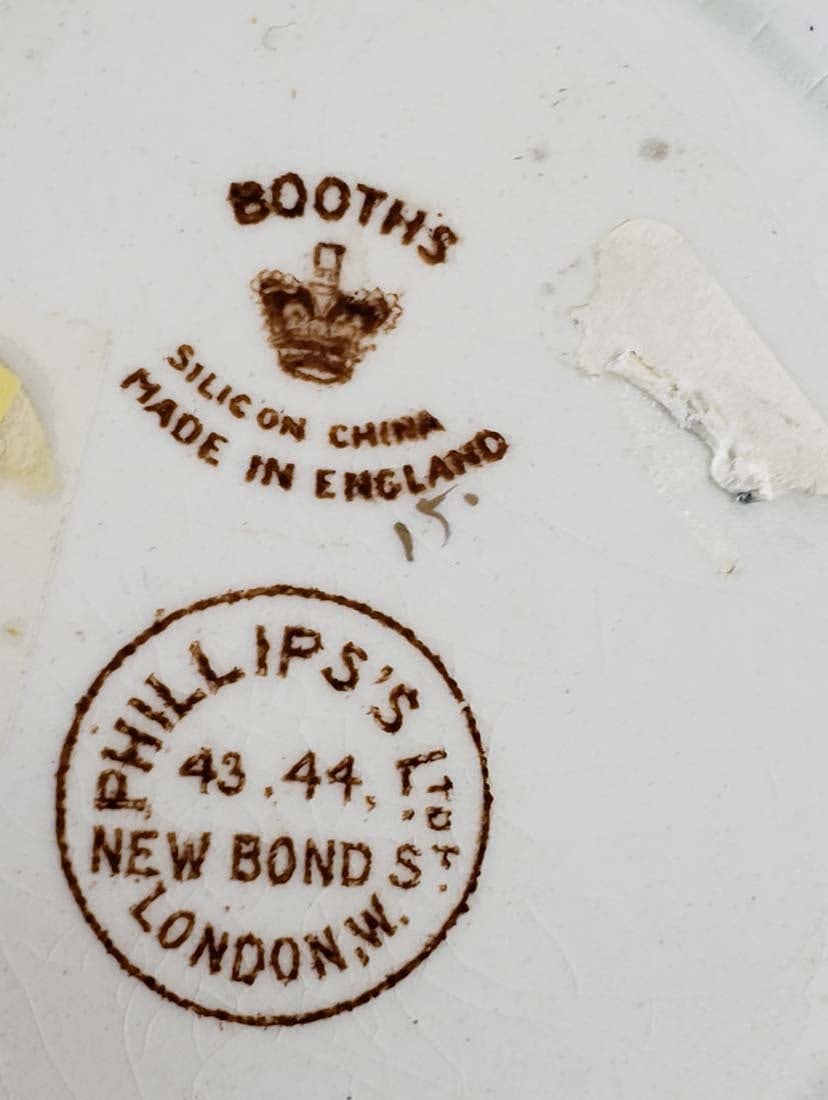 BOOTHS
SILICON CHINA
MADE IN ENGLAND
15.
PHILLIPS'S LTD.
43.44,
NEW BOND ST.
LONDON,W.